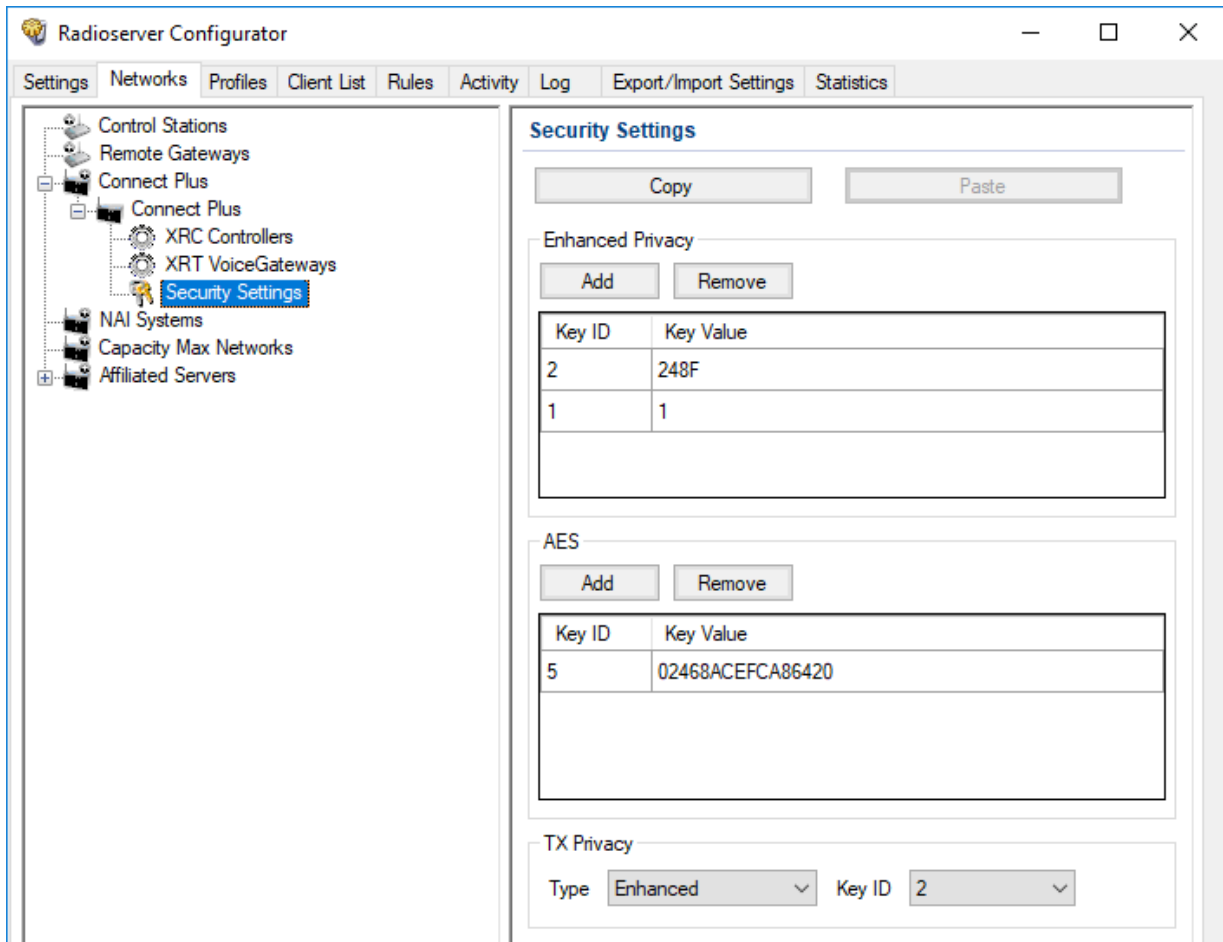 Radioserver Configurator
Settings Networks Profiles Client List Rules Activity Log Export/Import Settings Statistics
Control Stations
Remote Gateways
Connect Plus
Connect Plus
XRC Controllers
XRT VoiceGateways
Security Settings
NAI Systems
Capacity Max Networks
Affiliated Servers
Security Settings
Copy Paste
Enhanced Privacy
Add Remove
Key ID Key Value
2 248F
1 1
AES
Add Remove
Key ID Key Value
5 02468ACEFCA86420
TX Privacy
Type Enhanced Key ID 2